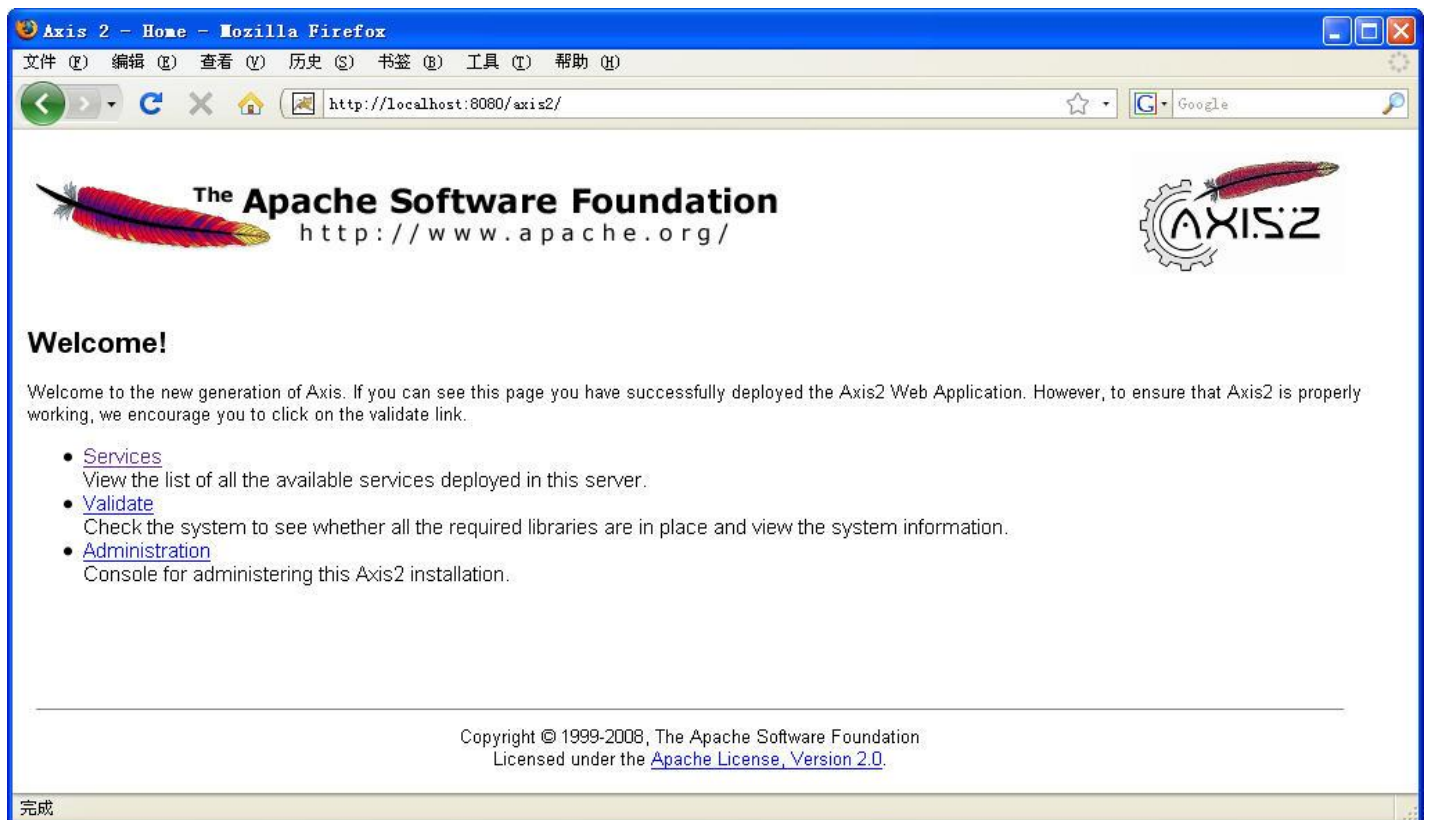 Axis 2 - Home - Mozilla Firefox
文件 (F) 编辑 (E) 查看 (V) 历史 (S) 书签 (B) 工具 (T) 帮助 (H)
http://localhost:8080/axis2/ G Google
The Apache Software Foundation
http://www.apache.org/
AXIS2
Welcome!
Welcome to the new generation of Axis. If you can see this page you have successfully deployed the Axis2 Web Application. However, to ensure that Axis2 is properly
working, we encourage you to click on the validate link.
Services
View the list of all the available services deployed in this server.
Validate
Check the system to see whether all the required libraries are in place and view the system information.
Administration
Console for administering this Axis2 installation.
Copyright © 1999-2008, The Apache Software Foundation
Licensed under the Apache License, Version 2.0.
完成